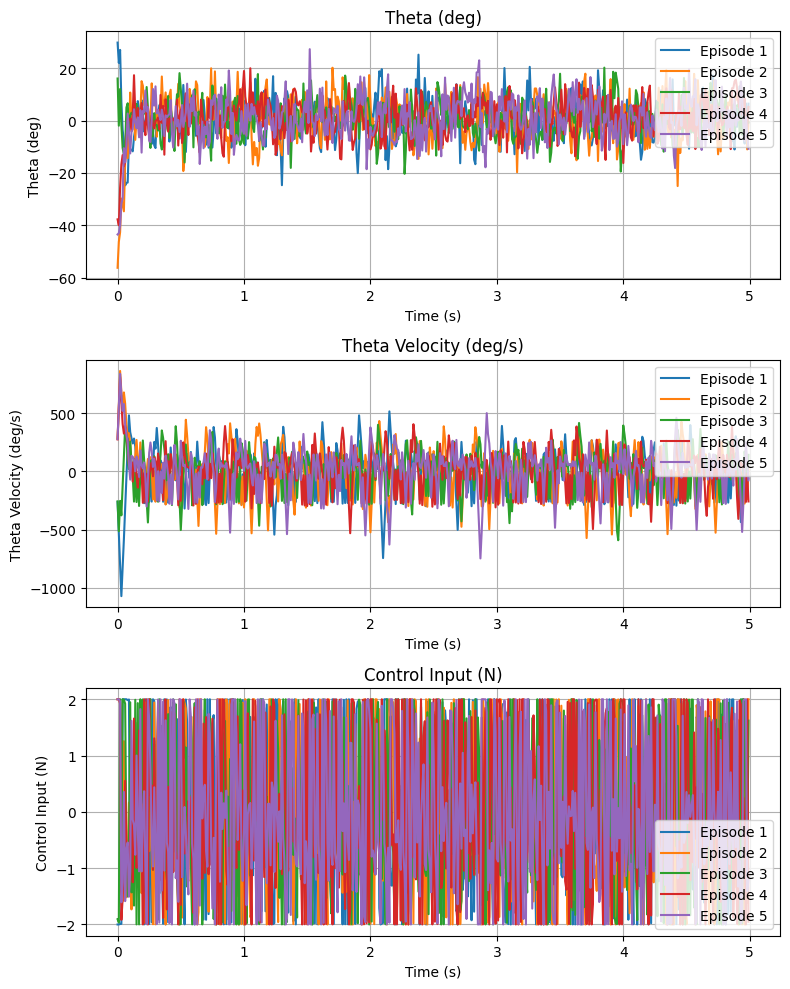 Theta (deg)
20
0
−20
−40
−60
Theta (deg)
0
1
2
3
4
5
Time (s)
Episode 1
Episode 2
Episode 3
Episode 4
Episode 5
Theta Velocity (deg/s)
500
0
−500
−1000
Theta Velocity (deg/s)
0
1
2
3
4
5
Time (s)
Episode 1
Episode 2
Episode 3
Episode 4
Episode 5
Control Input (N)
2
1
0
−1
−2
Control Input (N)
0
1
2
3
4
5
Time (s)
Episode 1
Episode 2
Episode 3
Episode 4
Episode 5